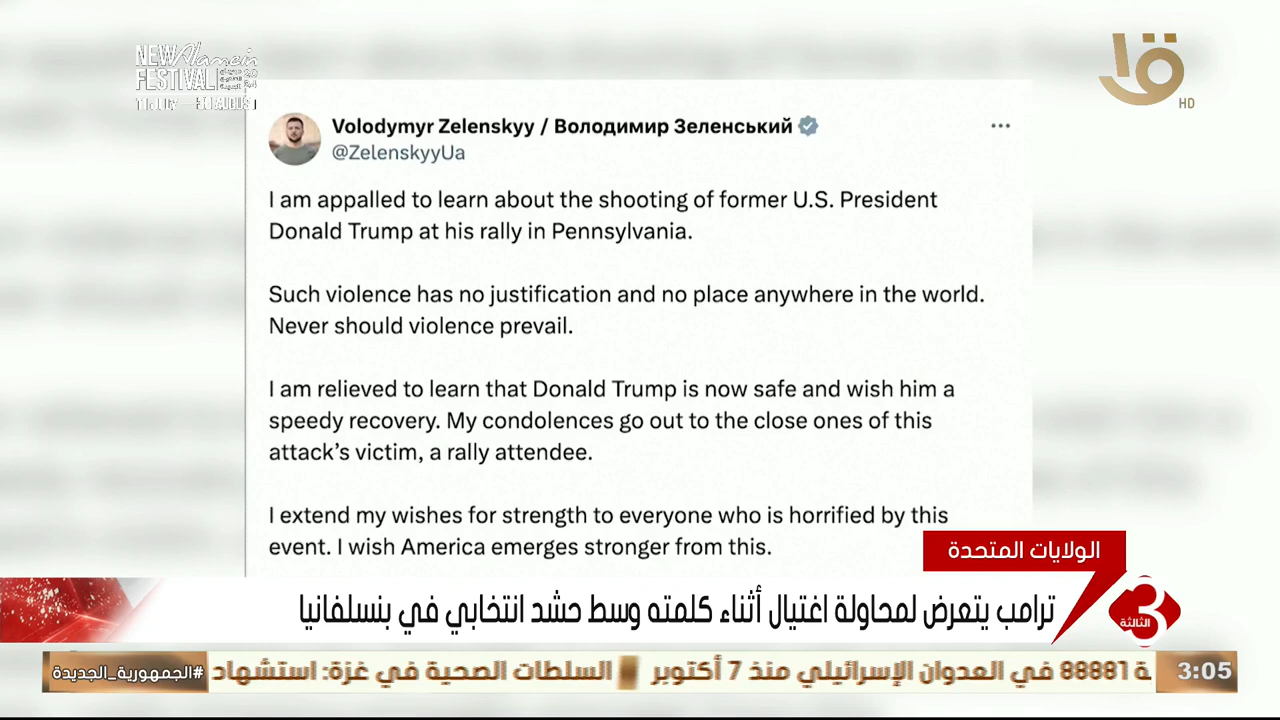 NEW Alamein
FESTIVAL
11 JULY — 30 AUGUST
HD
Volodymyr Zelenskyy / Володимир Зеленський
@ZelenskyyUa
I am appalled to learn about the shooting of former U.S. President
Donald Trump at his rally in Pennsylvania.
Such violence has no justification and no place anywhere in the world.
Never should violence prevail.
I am relieved to learn that Donald Trump is now safe and wish him a
speedy recovery. My condolences go out to the close ones of this
attack's victim, a rally attendee.
I extend my wishes for strength to everyone who is horrified by this
event. I wish America emerges stronger from this.
الولايات المتحدة
ترامب يتعرض لمحاولة اغتيال أثناء كلمته وسط حشد انتخابي في بنسلفانيا
3 الثالثة
3:05
ة 88881 في العدوان الإسرائيلي منذ 7 أكتوبر السلطات الصحية في غزة: استشهاد
#الجمهورية_الجديدة